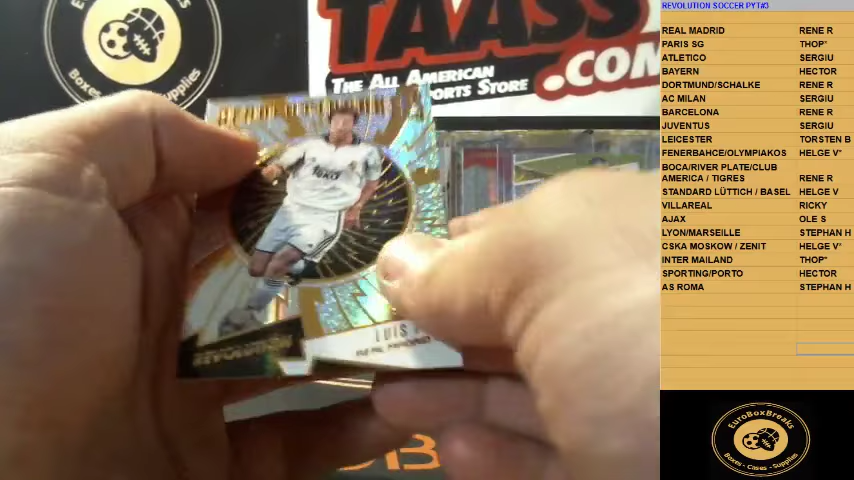 REVOLUTION SOCCER PYT#3
REAL MADRID RENE R
PARIS SG THOP*
ATLETICO SERGIU
BAYERN HECTOR
DORTMUND/SCHALKE RENE R
AC MILAN SERGIU
BARCELONA RENE R
JUVENTUS SERGIU
LEICESTER TORSTEN B
FENERBAHCE/OLYMPIAKOS HELGE V*
BOCA/RIVER PLATE/CLUB
AMERICA / TIGRES RENE R
STANDARD LÜTTICH / BASEL HELGE V
VILLAREAL RICKY
AJAX OLE S
LYON/MARSEILLE STEPHAN H
CSKA MOSKOW / ZENIT HELGE V*
INTER MAILAND THOP*
SPORTING/PORTO HECTOR
AS ROMA STEPHAN H
EuroBoxBreaks
Boxes - Cases - Supplies
TAASS
.COM
THE ALL AMERICAN
ORTS STORE
Supplies
Boxes
LUIS
REAL MADRID
REVOLUTION